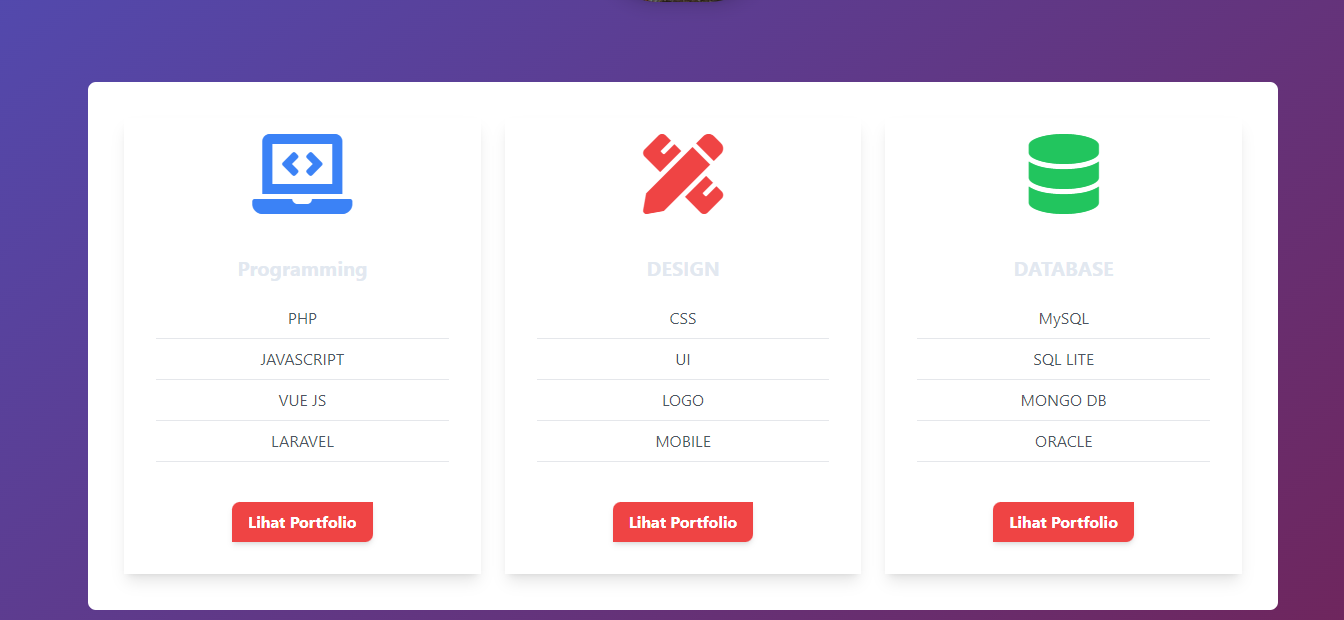 Programming
PHP
JAVASCRIPT
VUE JS
LARAVEL
Lihat Portfolio
DESIGN
CSS
UI
LOGO
MOBILE
Lihat Portfolio
DATABASE
MySQL
SQL LITE
MONGO DB
ORACLE
Lihat Portfolio